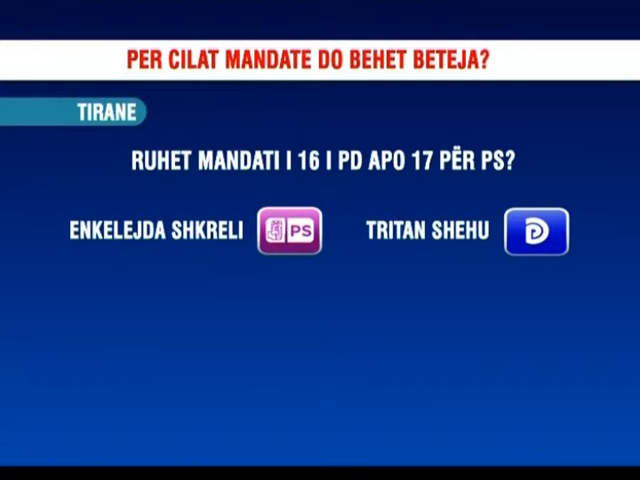 PER CILAT MANDATE DO BEHET BETEJA?
TIRANE
RUHET MANDATI I 16 I PD APO 17 PËR PS?
ENKELEJDA SHKRELI PS TRITAN SHEHU D